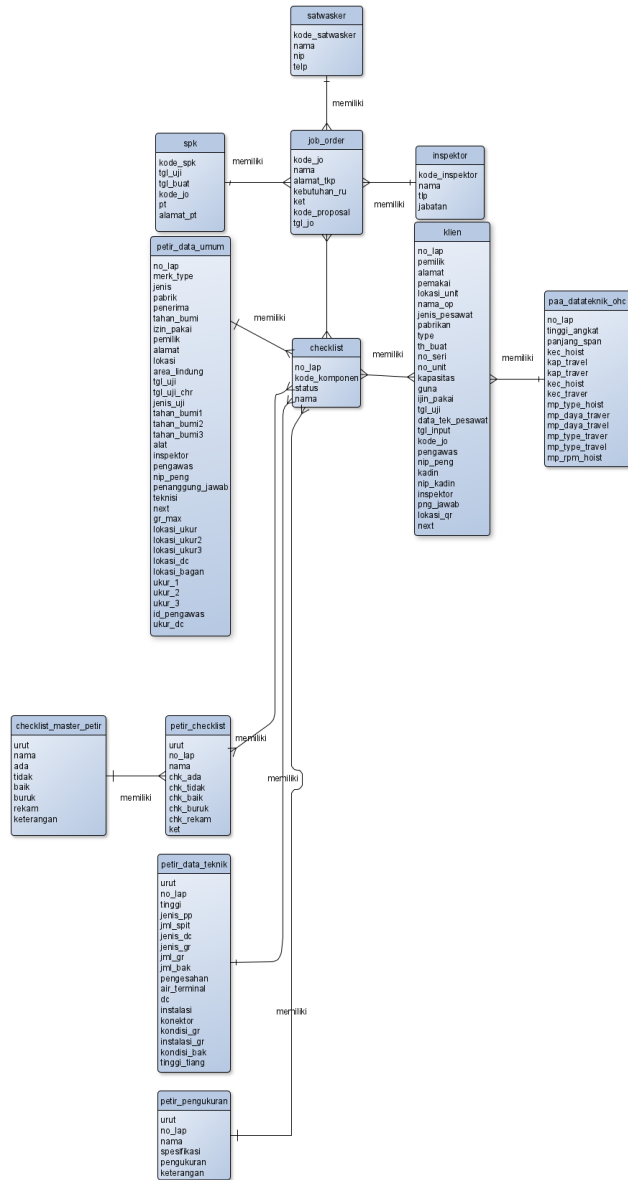 satwasker
kode_satwasker
nama
nip
telp
memiliki
spk
kode_spk
tgl_uji
tgl_buat
kode_jo
pt
alamat_pt
memiliki
job_order
kode_jo
nama
alamat_tkp
kebutuhan_ru
ket
kode_proposal
tgl_jo
memiliki
inspektor
kode_inspektor
nama
tlp
jabatan
petir_data_umum
no_lap
merk_type
jenis
pabrik
penerima
tahan_bumi
izin_pakai
pemilik
alamat
lokasi
area_lindung
tgl_uji
tgl_uji_chr
jenis_uji
tahan_bumi1
tahan_bumi2
tahan_bumi3
alat
inspektor
pengawas
nip_peng
penanggung_jawab
teknisi
next
gr_max
lokasi_ukur
lokasi_ukur2
lokasi_ukur3
lokasi_dc
lokasi_bagan
ukur_1
ukur_2
ukur_3
id_pengawas
ukur_dc
memiliki
checklist
no_lap
kode_komponen
status
nama
memiliki
klien
no_lap
pemilik
alamat
pemakai
lokasi_unit
nama_op
jenis_pesawat
pabrikan
type
th_buat
no_seri
no_unit
kapasitas
guna
ijin_pakai
tgl_uji
data_tek_pesawat
tgl_input
kode_jo
pengawas
nip_peng
kadin
nip_kadin
inspektor
png_jawab
lokasi_qr
next
memiliki
paa_datateknik_ohc
no_lap
tinggi_angkat
panjang_span
kec_hoist
kap_travel
kap_traver
kec_hoist
kec_traver
mp_type_hoist
mp_daya_traver
mp_daya_travel
mp_type_traver
mp_type_travel
mp_rpm_hoist
checklist_master_petir
urut
nama
ada
tidak
baik
buruk
rekam
keterangan
memiliki
petir_checklist
urut
no_lap
nama
chk_ada
chk_tidak
chk_baik
chk_buruk
chk_rekam
ket
memiliki
memiliki
petir_data_teknik
urut
no_lap
tinggi
jenis_pp
jml_spit
jenis_dc
jenis_gr
jml_gr
jml_bak
pengesahan
air_terminal
dc
instalasi
konektor
kondisi_gr
instalasi_gr
kondisi_bak
tinggi_tiang
memiliki
petir_pengukuran
urut
no_lap
nama
spesifikasi
pengukuran
keterangan